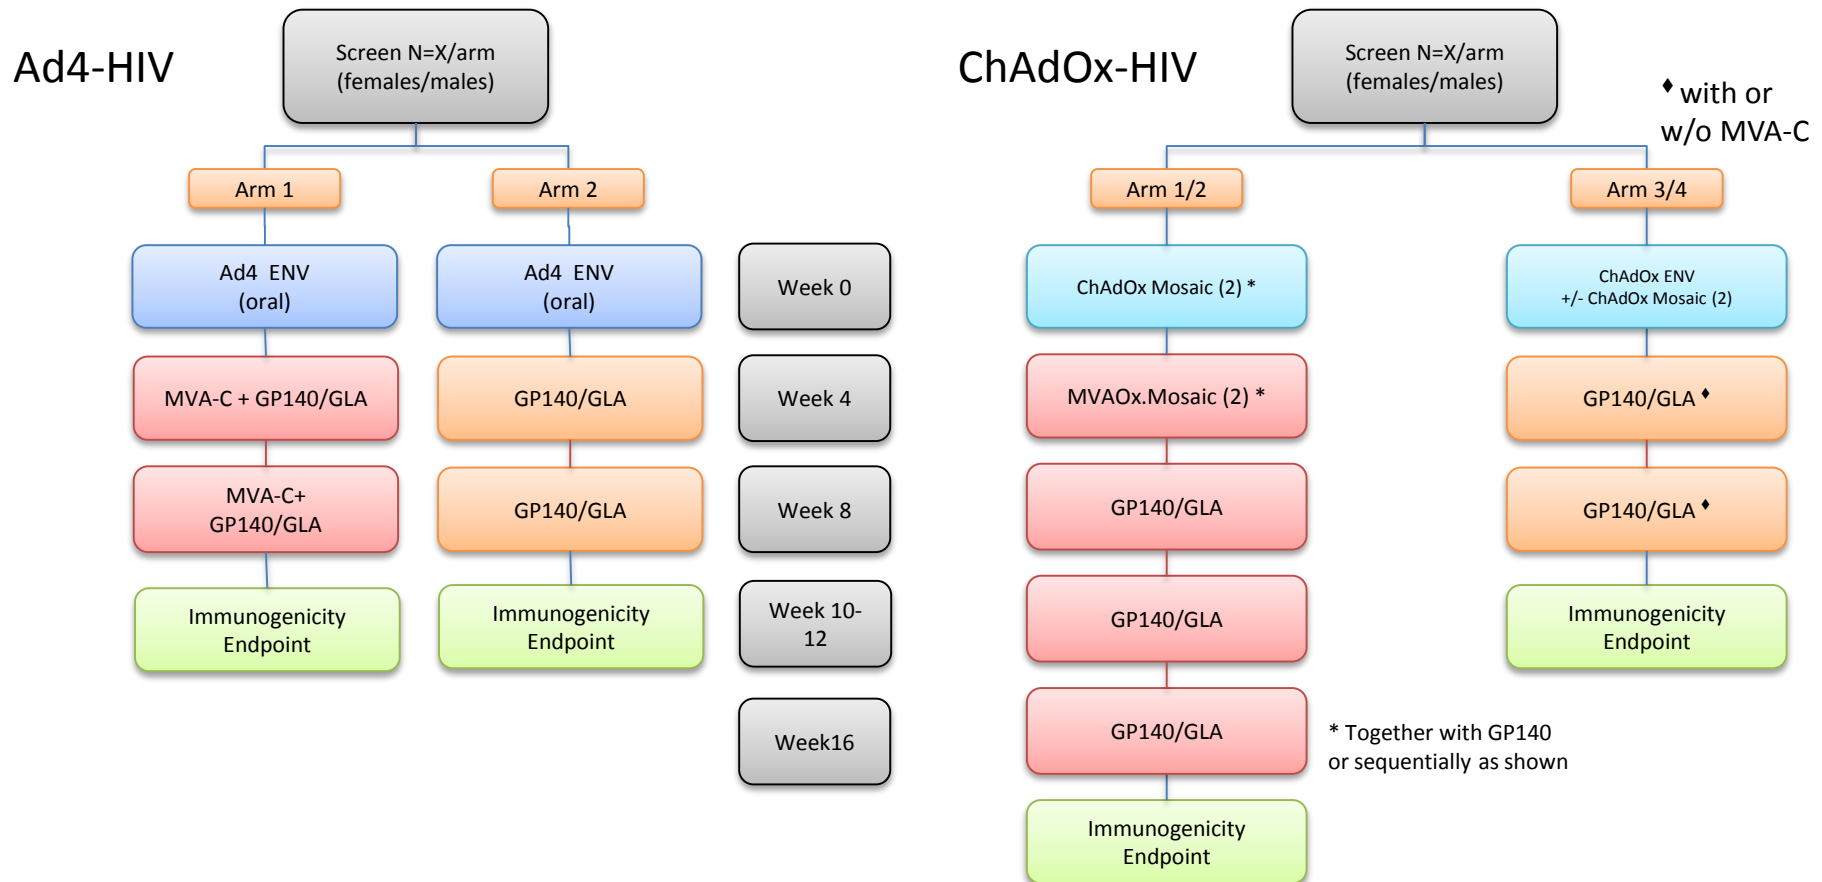 Ad4-HIV
Screen N=X/arm
(females/males)
Arm 1
Arm 2
Ad4 ENV
(oral)
Ad4 ENV
(oral)
Week 0
MVA-C + GP140/GLA
GP140/GLA
Week 4
MVA-C+
GP140/GLA
GP140/GLA
Week 8
Immunogenicity
Endpoint
Immunogenicity
Endpoint
Week 10-
12
Week16
ChAdOx-HIV
Screen N=X/arm
(females/males)
♦ with or
w/o MVA-C
Arm 1/2
Arm 3/4
ChAdOx Mosaic (2) *
ChAdOx ENV
+/- ChAdOx Mosaic (2)
MVAOx.Mosaic (2) *
GP140/GLA ♦
GP140/GLA
GP140/GLA ♦
GP140/GLA
Immunogenicity
Endpoint
GP140/GLA
* Together with GP140
or sequentially as shown
Immunogenicity
Endpoint